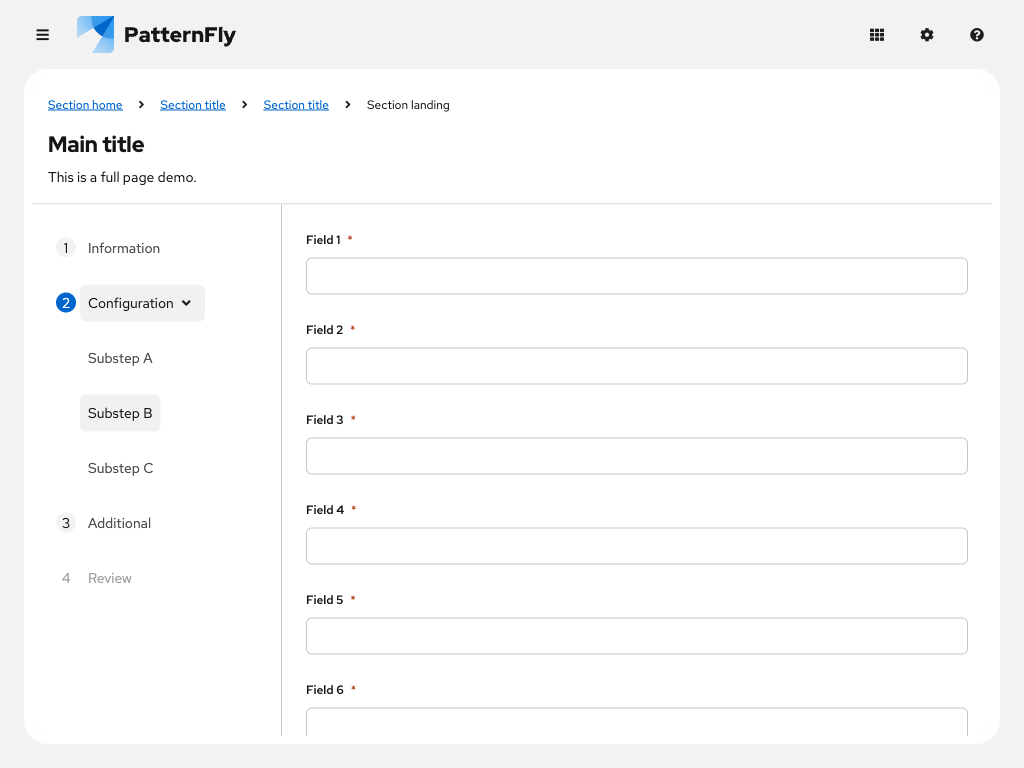 PatternFly
Section home Section title Section title Section landing
Main title
This is a full page demo.
1 Information
2 Configuration
Substep A
Substep B
Substep C
3 Additional
4 Review
Field 1 *
Field 2 *
Field 3 *
Field 4 *
Field 5 *
Field 6 *